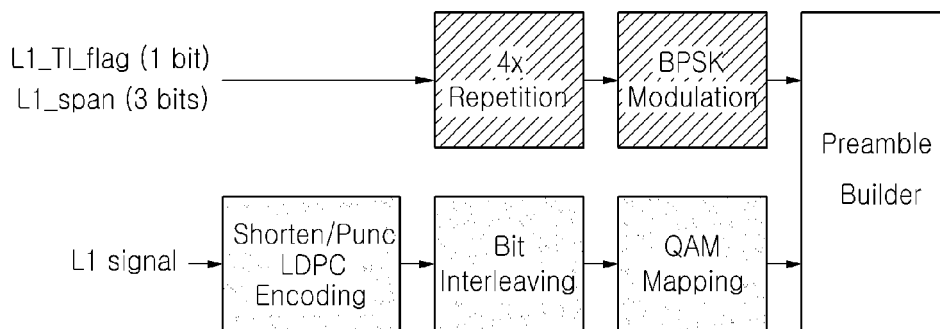 L1_TI_flag (1 bit)
L1_span (3 bits)
4x
Repetition
BPSK
Modulation
Preamble
Builder
L1 signal
Shorten/Punc
LDPC
Encoding
Bit
Interleaving
QAM
Mapping